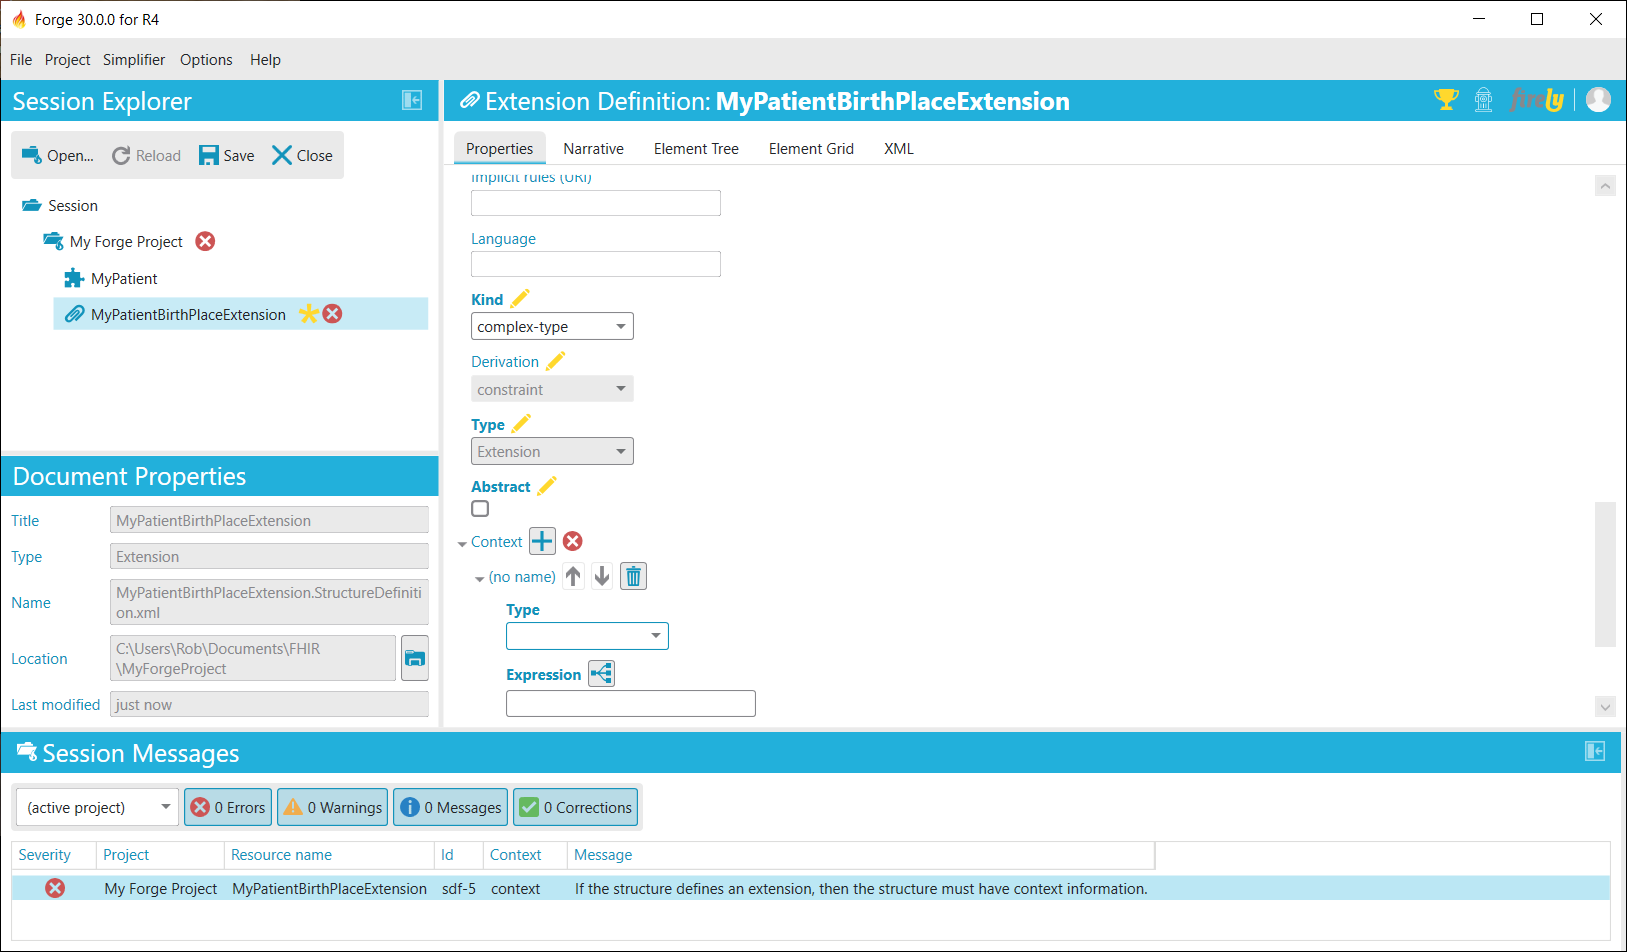 Forge 30.0.0 for R4
File Project Simplifier Options Help
Session Explorer
Open... Reload Save Close
Session
My Forge Project
MyPatient
MyPatientBirthPlaceExtension
Document Properties
Title MyPatientBirthPlaceExtension
Type Extension
Name MyPatientBirthPlaceExtension.StructureDefiniti
on.xml
Location C:\Users\Rob\Documents\FHIR
\MyForgeProject
Last modified just now
Extension Definition: MyPatientBirthPlaceExtension
firely
Properties Narrative Element Tree Element Grid XML
Implicit rules (URI)
Language
Kind
complex-type
Derivation
constraint
Type
Extension
Abstract
Context
(no name)
Type
Expression
Session Messages
(active project) 0 Errors 0 Warnings 0 Messages 0 Corrections
Severity Project Resource name Id Context Message
My Forge Project MyPatientBirthPlaceExtension sdf-5 context If the structure defines an extension, then the structure must have context information.